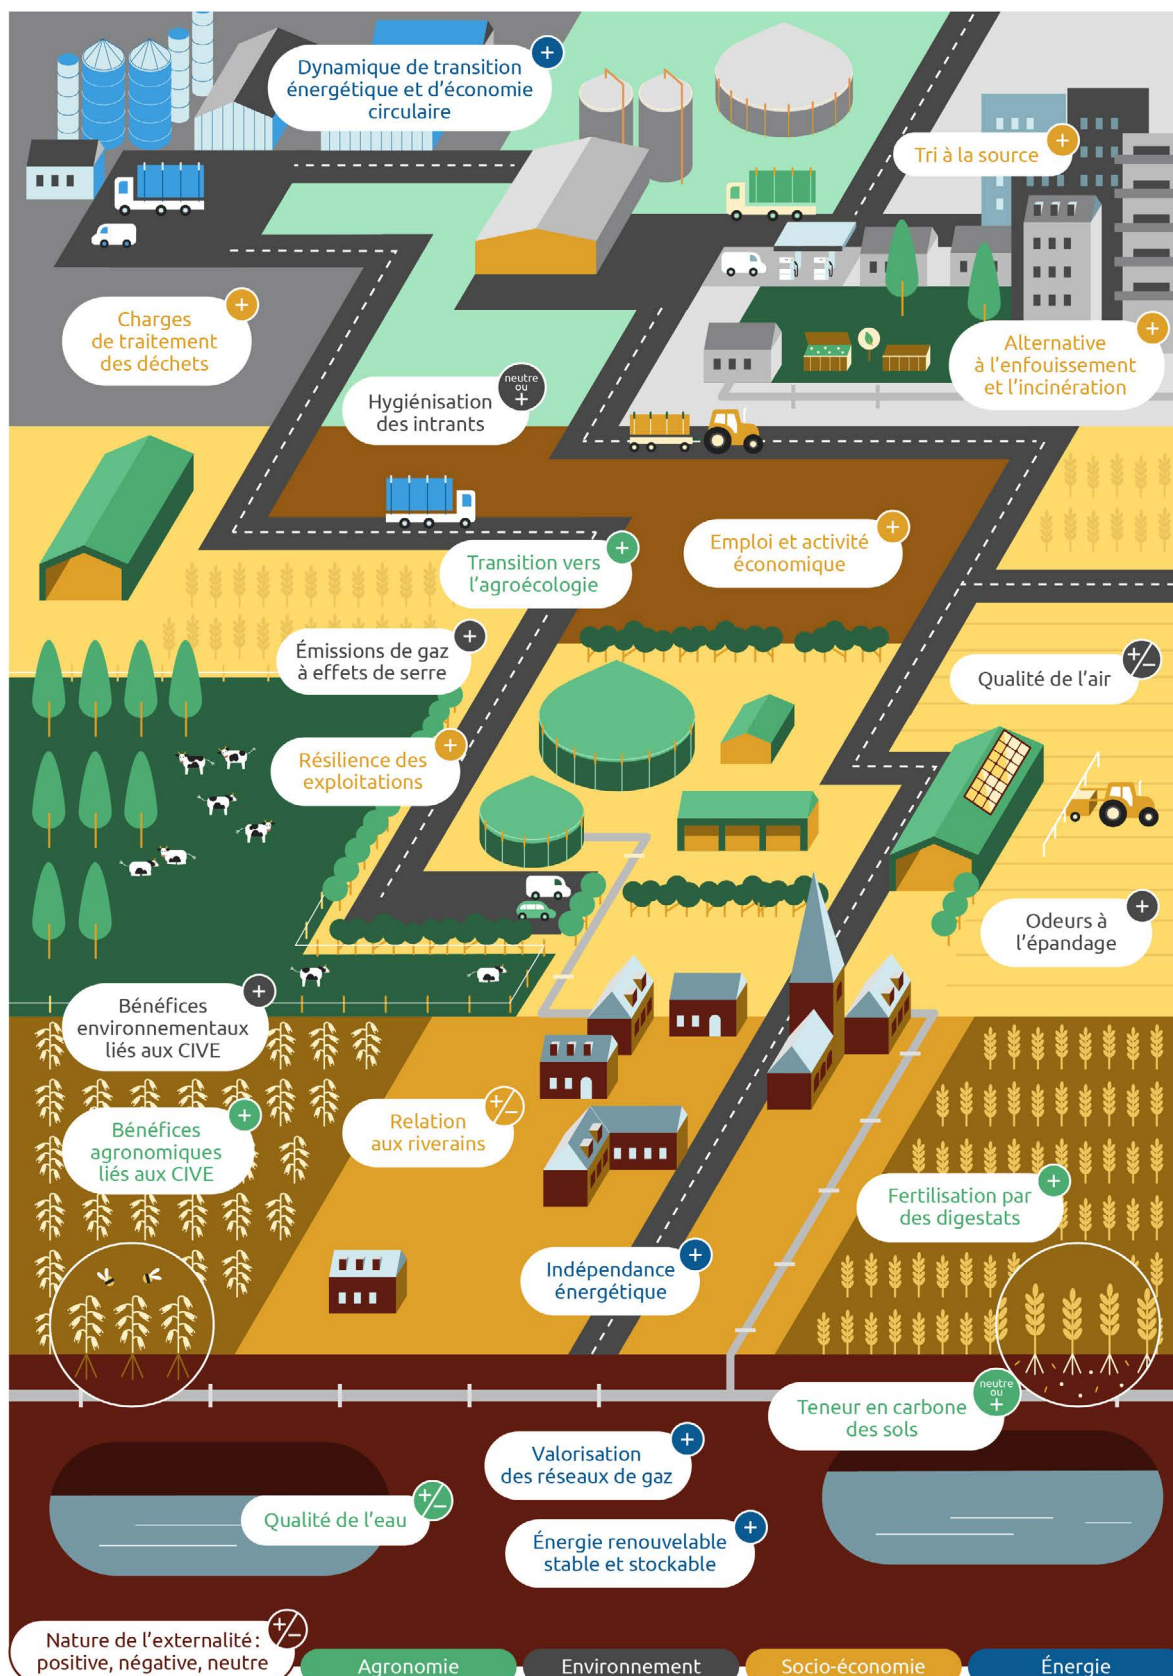 Dynamique de transition
énergétique et d’économie
circulaire
+
Tri à la source
+
Charges
de traitement
des déchets
+
Alternative
à l’enfouissement
et l’incinération
+
Hygiénisation
des intrants
neutre
ou
+
Transition vers
l’agroécologie
+
Emploi et activité
économique
+
Émissions de gaz
à effets de serre
+
Qualité de l’air
+/−
Résilience des
exploitations
+
Odeurs à
l’épandage
+
Bénéfices
environnementaux
liés aux CIVE
+
Bénéfices
agronomiques
liés aux CIVE
+
Relation
aux riverains
+/−
Fertilisation par
des digestats
+
Indépendance
énergétique
+
Teneur en carbone
des sols
neutre
ou
+
Valorisation
des réseaux de gaz
+
Qualité de l’eau
+/−
Énergie renouvelable
stable et stockable
+
Nature de l’externalité :
positive, négative, neutre
+/−
Agronomie
Environnement
Socio-économie
Énergie